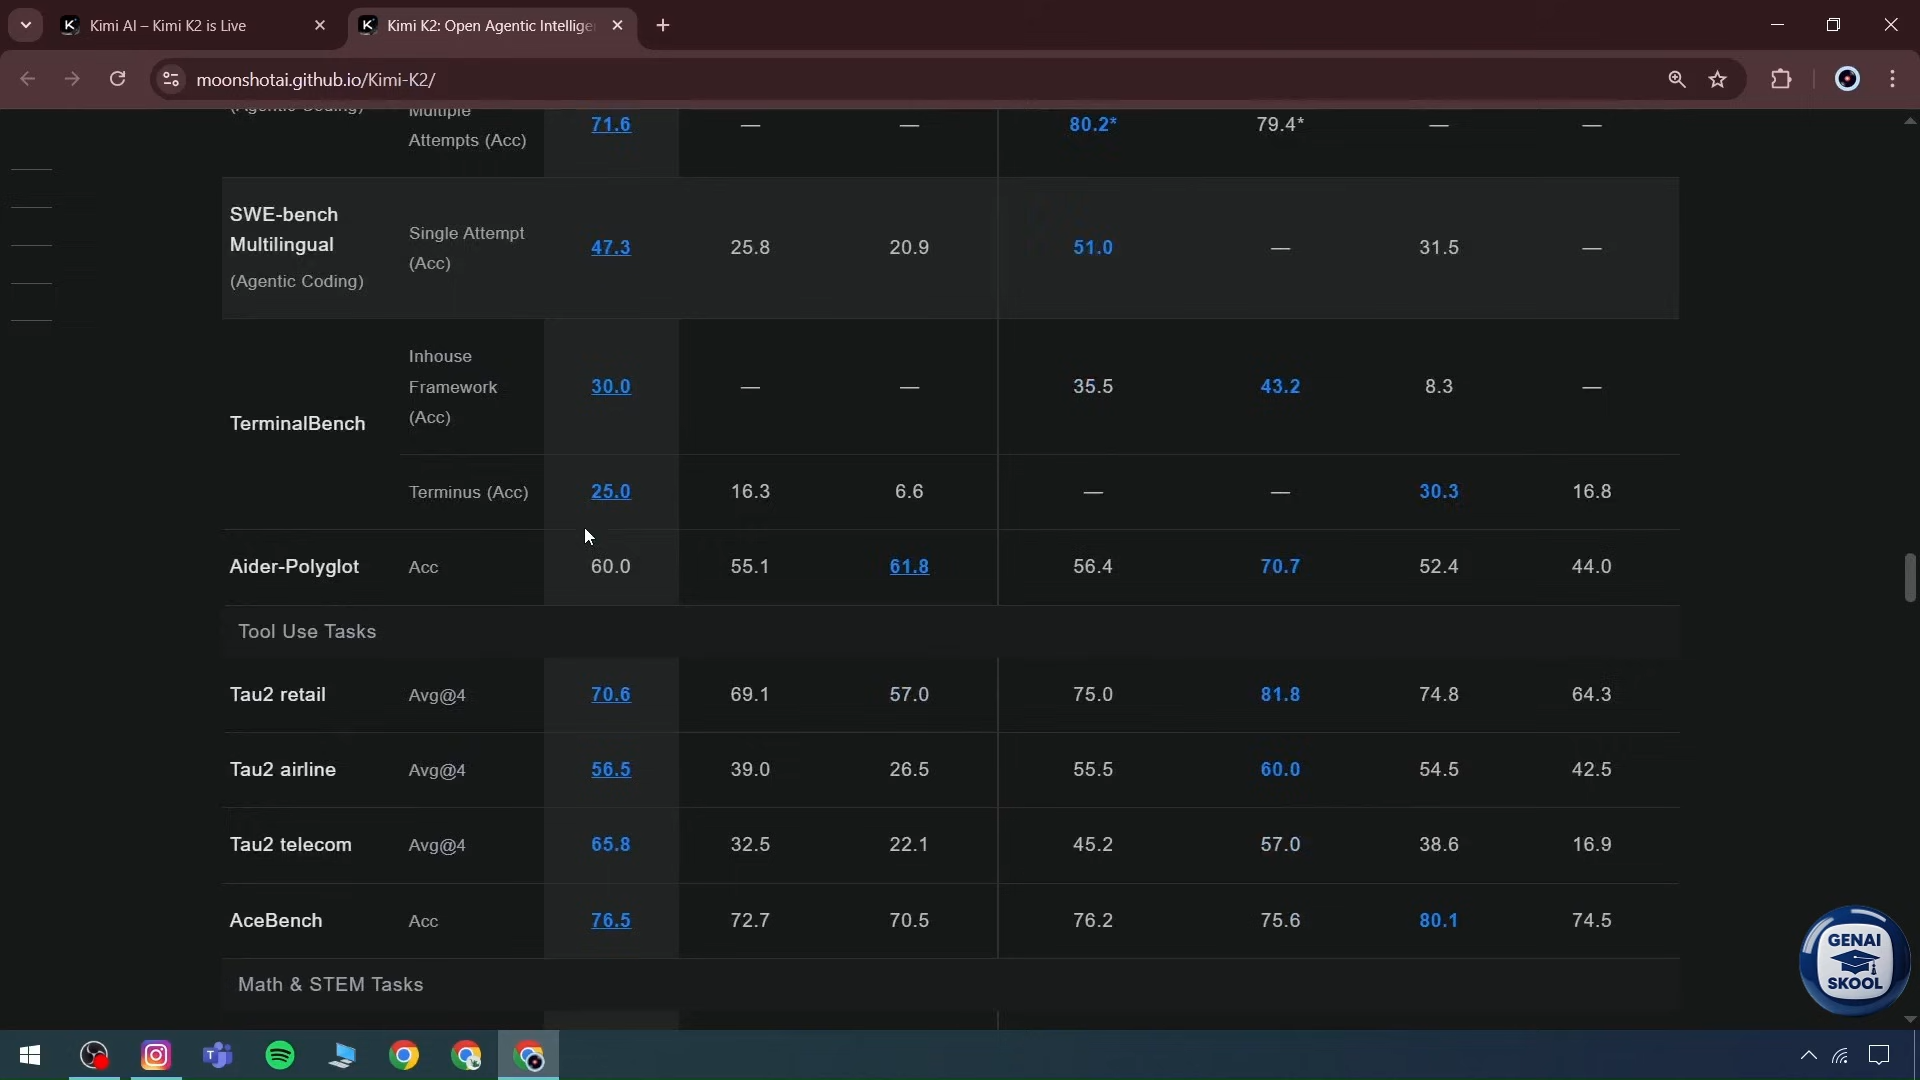 Kimi AI – Kimi K2 is Live
Kimi K2: Open Agentic Intellige
moonshotai.github.io/Kimi-K2/
(Agentic Coding) Multiple
Attempts (Acc) 71.6 — — 80.2* 79.4* — —
SWE-bench
Multilingual
(Agentic Coding)
Single Attempt
(Acc)
47.3 25.8 20.9 51.0 — 31.5 —
TerminalBench
Inhouse
Framework
(Acc)
30.0 — — 35.5 43.2 8.3 —
Terminus (Acc) 25.0 16.3 6.6 — — 30.3 16.8
Aider-Polyglot Acc 60.0 55.1 61.8 56.4 70.7 52.4 44.0
Tool Use Tasks
Tau2 retail Avg@4 70.6 69.1 57.0 75.0 81.8 74.8 64.3
Tau2 airline Avg@4 56.5 39.0 26.5 55.5 60.0 54.5 42.5
Tau2 telecom Avg@4 65.8 32.5 22.1 45.2 57.0 38.6 16.9
AceBench Acc 76.5 72.7 70.5 76.2 75.6 80.1 74.5
Math & STEM Tasks
GENAI
SKOOL